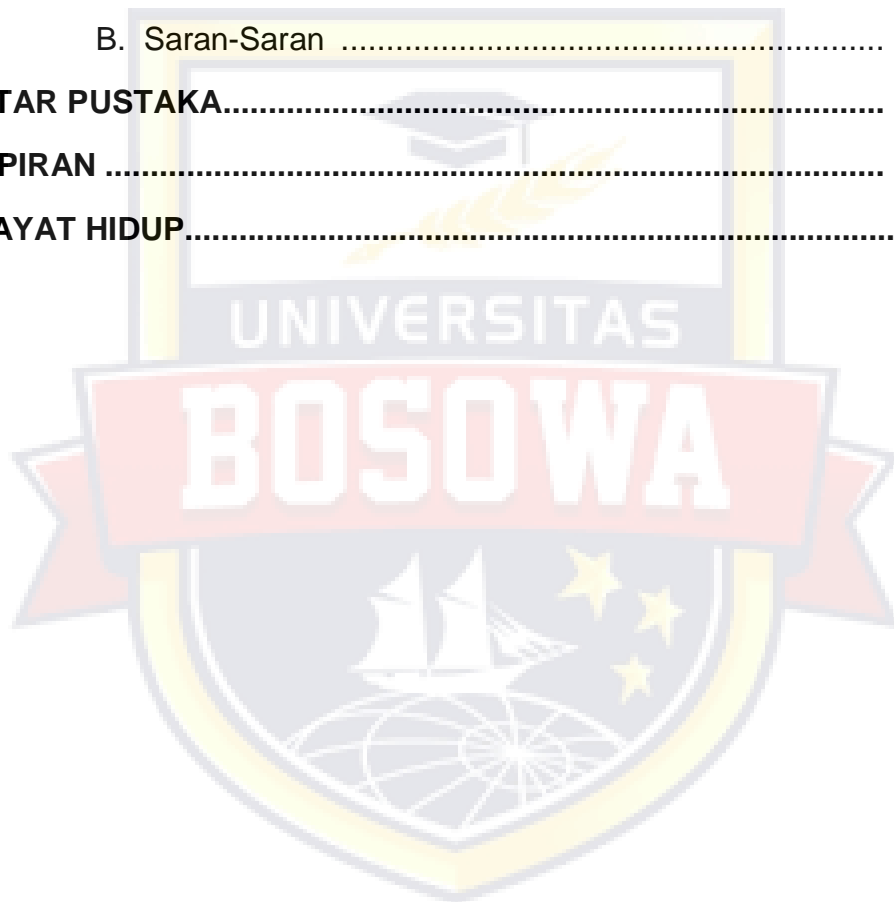 B. Saran-Saran ............................................................
TAR PUSTAKA.........................................................................
PIRAN ......................................................................................
AYAT HIDUP..............................................................................
UNIVERSITAS
BOSOWA